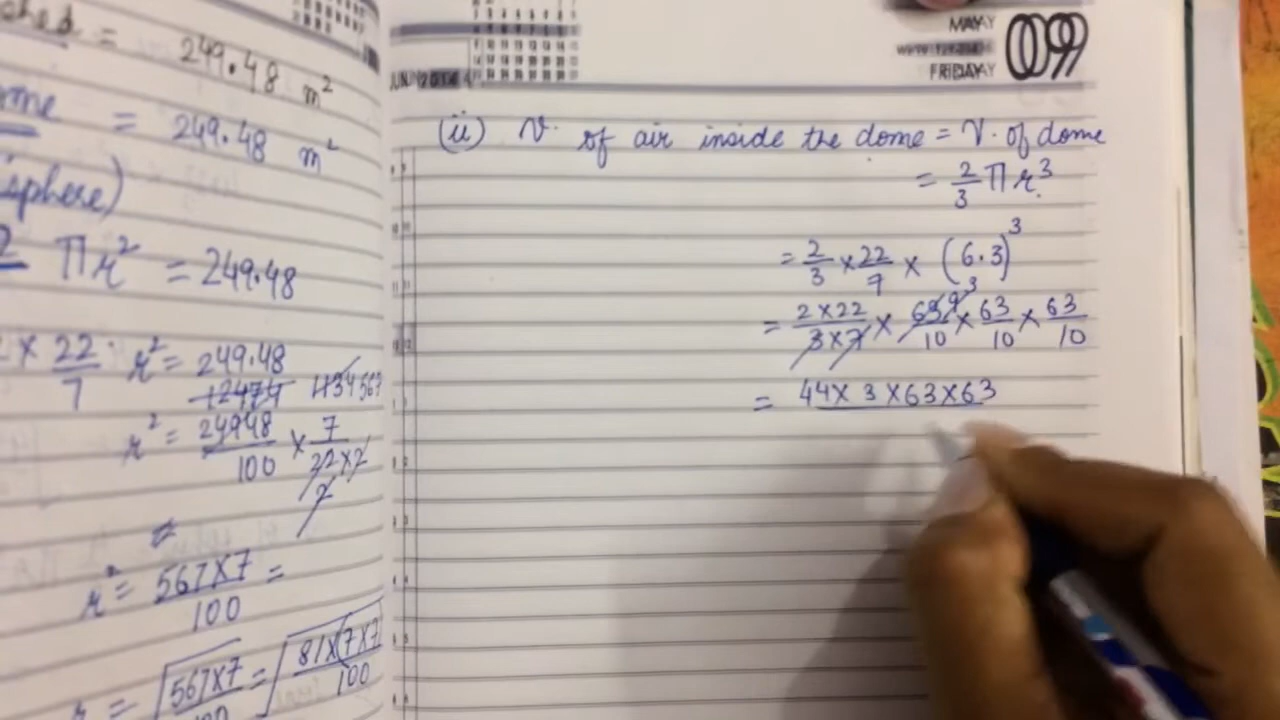 = 249.48 m²
= 249.48 m²
πr² = 249.48
× 22/7 r² = 249.48
r² = 24948/100 × 7/22×2
2
r² = 567×7/100 =
= √567×7 = √81×7×7/100
MAY
099
FRIDAY
(ii) V. of air inside the dome = V. of dome
= 2/3 πr³
= 2/3 × 22/7 × (6.3)³
= 2×22/3×7 × 63/10 × 63/10 × 63/10
9 3
= 44 × 3 × 63 × 63